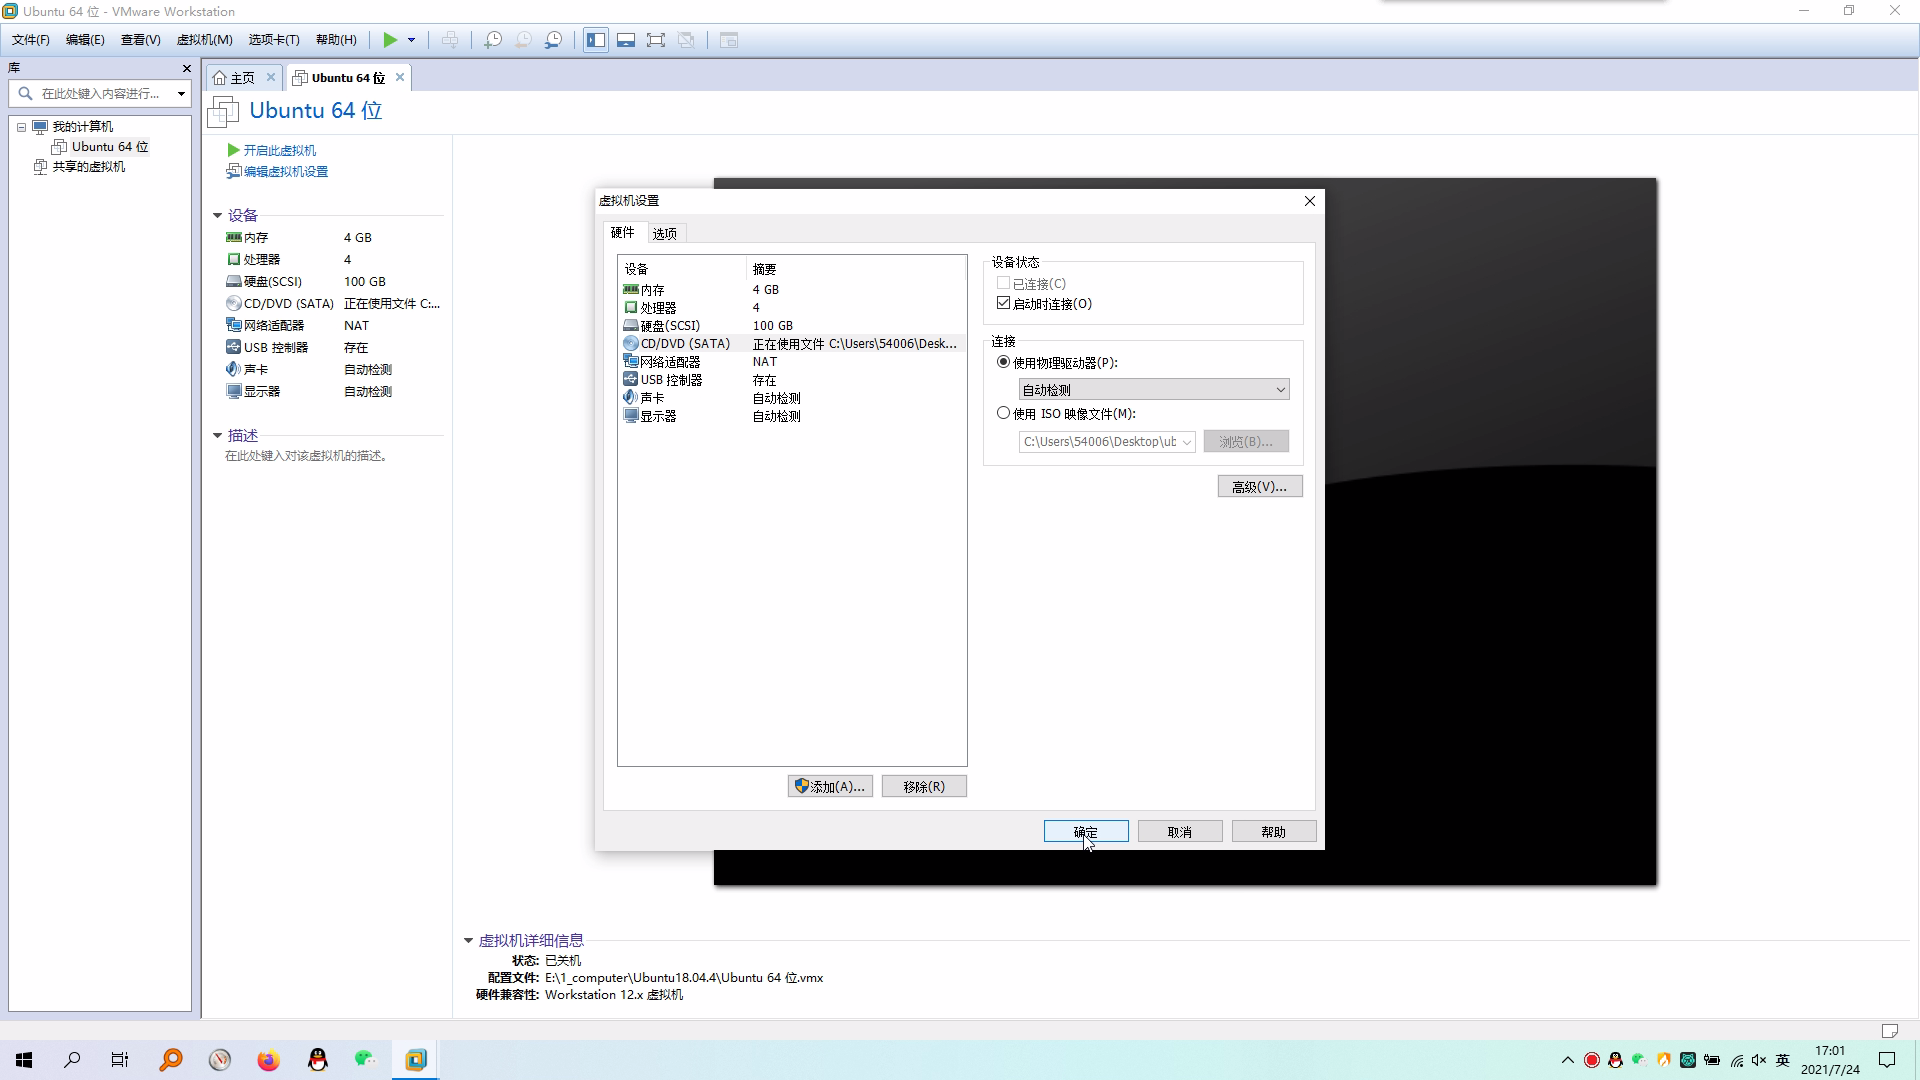 Ubuntu 64 位 - VMware Workstation
文件(F) 编辑(E) 查看(V) 虚拟机(M) 选项卡(T) 帮助(H)
库
在此处键入内容进行...
我的计算机
Ubuntu 64 位
共享的虚拟机
主页
Ubuntu 64 位
Ubuntu 64 位
开启此虚拟机
编辑虚拟机设置
设备
内存 4 GB
处理器 4
硬盘(SCSI) 100 GB
CD/DVD (SATA) 正在使用文件 C:...
网络适配器 NAT
USB 控制器 存在
声卡 自动检测
显示器 自动检测
描述
在此处键入对该虚拟机的描述。
虚拟机设置
硬件 选项
设备 摘要
内存 4 GB
处理器 4
硬盘(SCSI) 100 GB
CD/DVD (SATA) 正在使用文件 C:\Users\54006\Desk...
网络适配器 NAT
USB 控制器 存在
声卡 自动检测
显示器 自动检测
添加(A)... 移除(R)
设备状态
已连接(C)
启动时连接(O)
连接
使用物理驱动器(P):
自动检测
使用 ISO 映像文件(M):
C:\Users\54006\Desktop\ub 浏览(B)...
高级(V)...
确定 取消 帮助
虚拟机详细信息
状态: 已关机
配置文件: E:\1_computer\Ubuntu18.04.4\Ubuntu 64 位.vmx
硬件兼容性: Workstation 12.x 虚拟机
英
17:01
2021/7/24